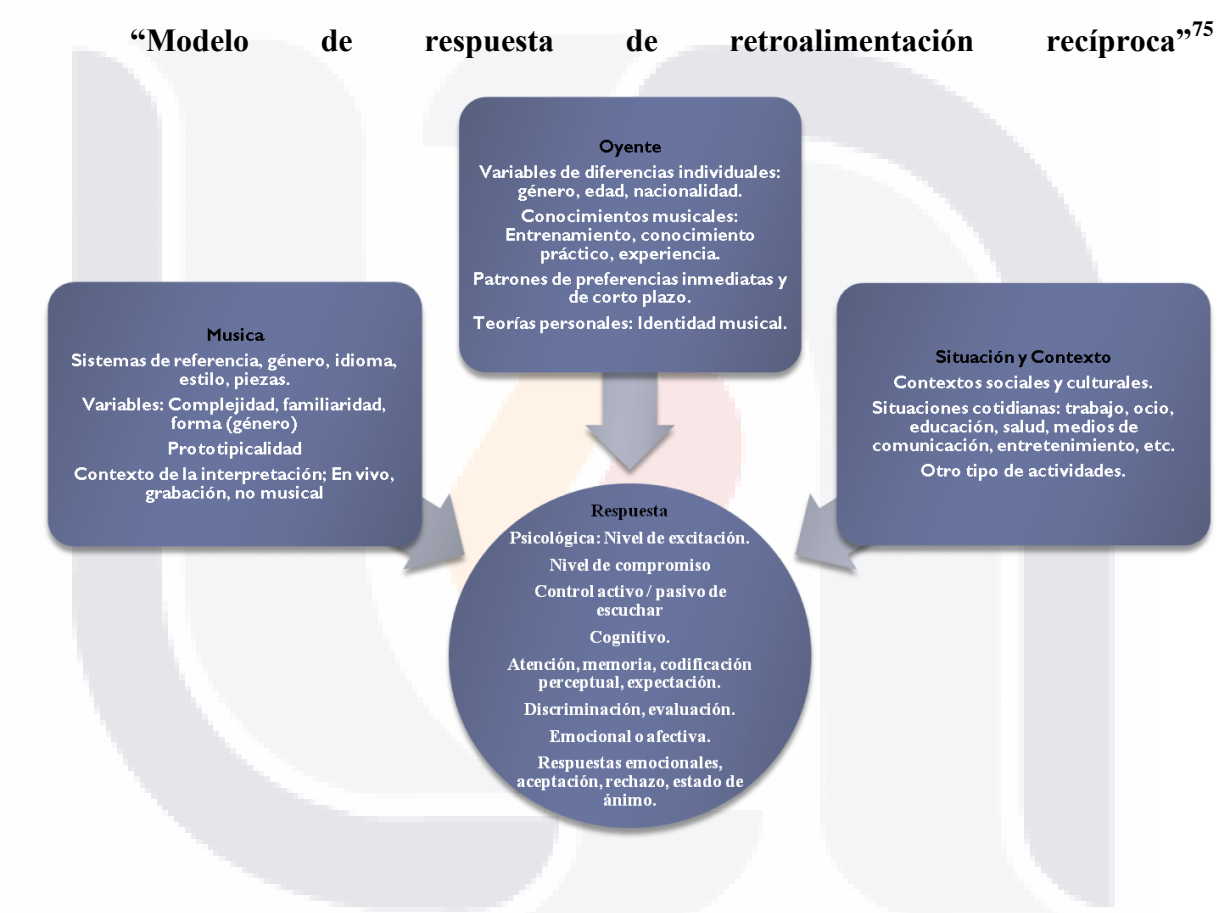 “Modelo de respuesta de retroalimentación recíproca”75
Oyente
Variables de diferencias individuales:
género, edad, nacionalidad.
Conocimientos musicales:
Entrenamiento, conocimiento
práctico, experiencia.
Patrones de preferencias inmediatas y
de corto plazo.
Teorías personales: Identidad musical.
Musica
Sistemas de referencia, género, idioma,
estilo, piezas.
Variables: Complejidad, familiaridad,
forma (género)
Prototipicalidad
Contexto de la interpretación; En vivo,
grabación, no musical
Situación y Contexto
Contextos sociales y culturales.
Situaciones cotidianas: trabajo, ocio,
educación, salud, medios de
comunicación, entretenimiento, etc.
Otro tipo de actividades.
Respuesta
Psicológica: Nivel de excitación.
Nivel de compromiso
Control activo / pasivo de
escuchar
Cognitivo.
Atención, memoria, codificación
perceptual, expectación.
Discriminación, evaluación.
Emocional o afectiva.
Respuestas emocionales,
aceptación, rechazo, estado de
ánimo.